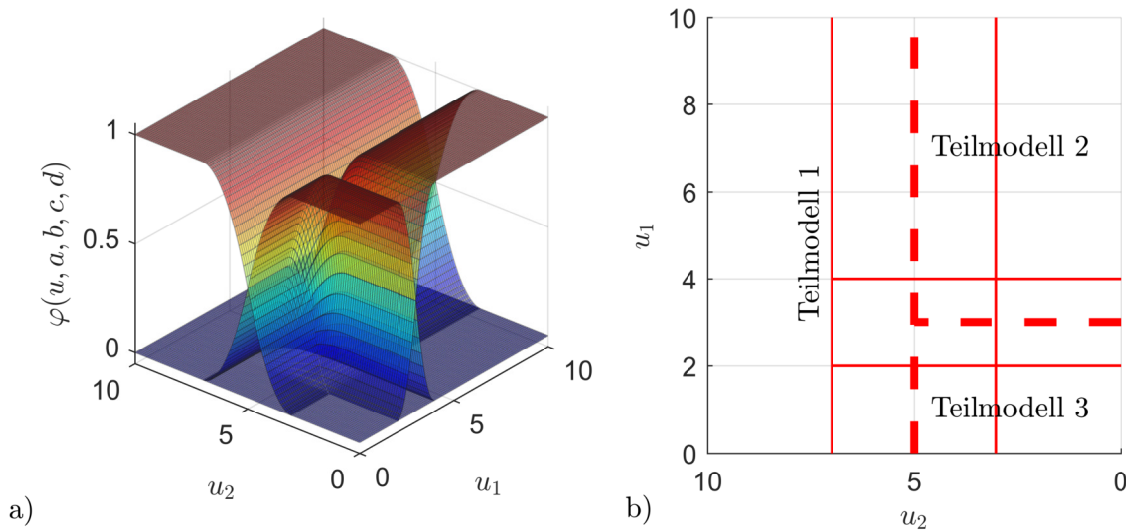 φ(u, a, b, c, d)
1
0.5
0
10
5
0
u₂
0
5
10
u₁
a)
10
8
6
4
2
0
u₁
Teilmodell 1
Teilmodell 2
Teilmodell 3
10
5
0
u₂
b)